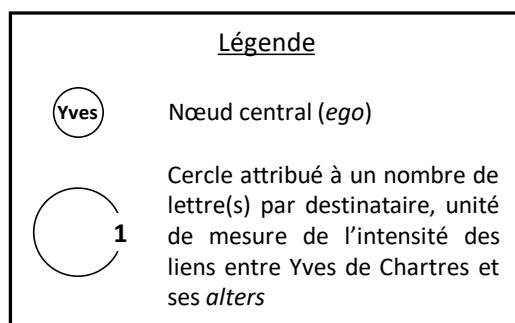 Légende
Yves
Nœud central (ego)
Cercle attribué à un nombre de
lettre(s) par destinataire, unité
1
de mesure de l'intensité des
liens entre Yves de Chartres et
ses alters